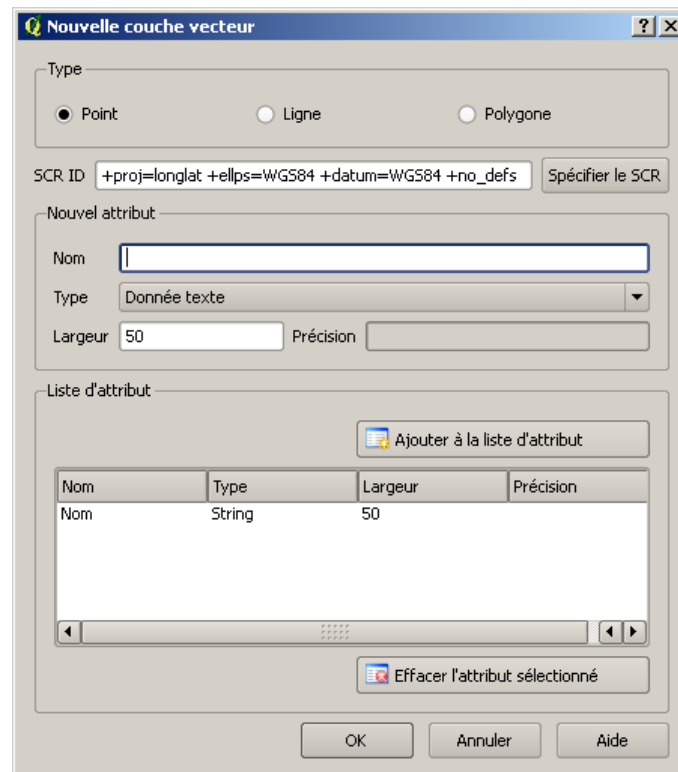 Nouvelle couche vecteur
Type
Point Ligne Polygone
SCR ID +proj=longlat +ellps=WGS84 +datum=WGS84 +no_defs Spécifier le SCR
Nouvel attribut
Nom
Type Donnée texte
Largeur 50 Précision
Liste d'attribut
Ajouter à la liste d'attribut
Nom Type Largeur Précision
Nom String 50
Effacer l'attribut sélectionné
OK Annuler Aide